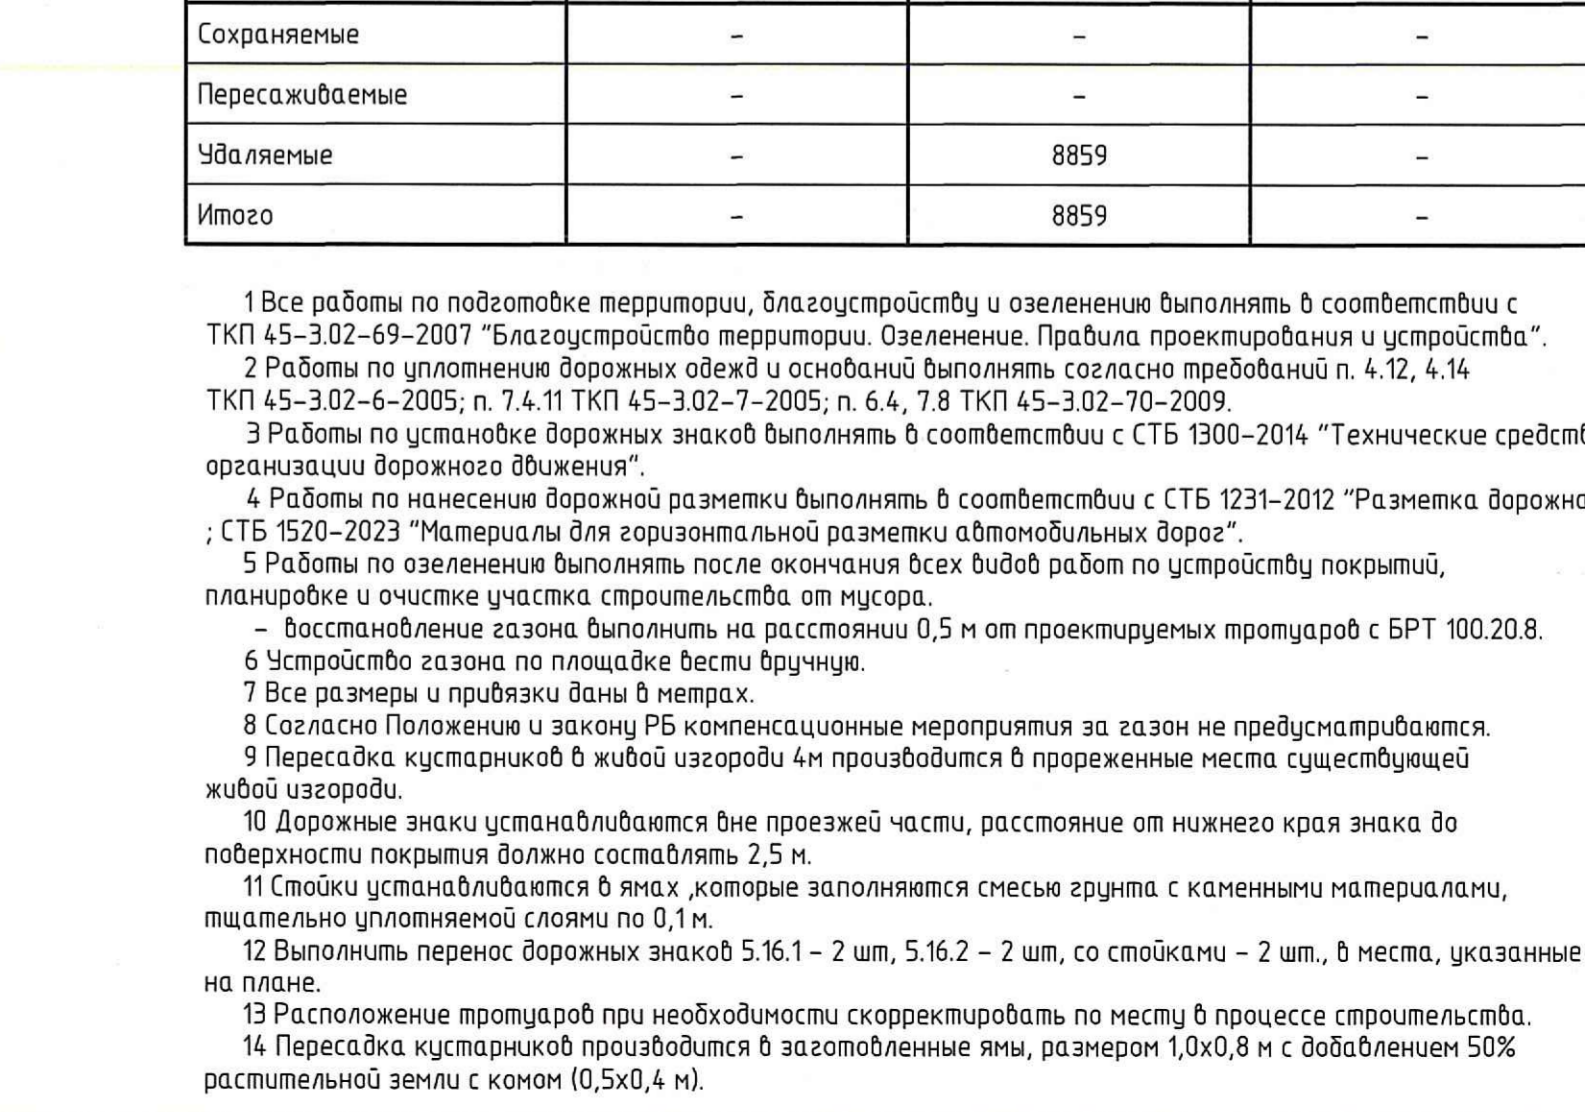 Сохраняемые – – –
Пересаживаемые – – –
Удаляемые – 8859 –
Итого – 8859 –
1 Все работы по подготовке территории, благоустройству и озеленению выполнять в соответствии с
ТКП 45–3.02–69–2007 "Благоустройство территории. Озеленение. Правила проектирования и устройства".
2 Работы по уплотнению дорожных одежд и оснований выполнять согласно требований п. 4.12, 4.14
ТКП 45–3.02–6–2005; п. 7.4.11 ТКП 45–3.02–7–2005; п. 6.4, 7.8 ТКП 45–3.02–70–2009.
3 Работы по установке дорожных знаков выполнять в соответствии с СТБ 1300–2014 "Технические средств
организации дорожного движения".
4 Работы по нанесению дорожной разметки выполнять в соответствии с СТБ 1231–2012 "Разметка дорожна
; СТБ 1520–2023 "Материалы для горизонтальной разметки автомобильных дорог".
5 Работы по озеленению выполнять после окончания всех видов работ по устройству покрытий,
планировке и очистке участка строительства от мусора.
– восстановление газона выполнить на расстоянии 0,5 м от проектируемых тротуаров с БРТ 100.20.8.
6 Устройство газона по площадке вести вручную.
7 Все размеры и привязки даны в метрах.
8 Согласно Положению и закону РБ компенсационные мероприятия за газон не предусматриваются.
9 Пересадка кустарников в живой изгороди 4м производится в прореженные места существующей
живой изгороди.
10 Дорожные знаки устанавливаются вне проезжей части, расстояние от нижнего края знака до
поверхности покрытия должно составлять 2,5 м.
11 Стойки устанавливаются в ямах ,которые заполняются смесью грунта с каменными материалами,
тщательно уплотняемой слоями по 0,1 м.
12 Выполнить перенос дорожных знаков 5.16.1 – 2 шт, 5.16.2 – 2 шт, со стойками – 2 шт., в места, указанные
на плане.
13 Расположение тротуаров при необходимости скорректировать по месту в процессе строительства.
14 Пересадка кустарников производится в заготовленные ямы, размером 1,0х0,8 м с добавлением 50%
растительной земли с комом (0,5х0,4 м).